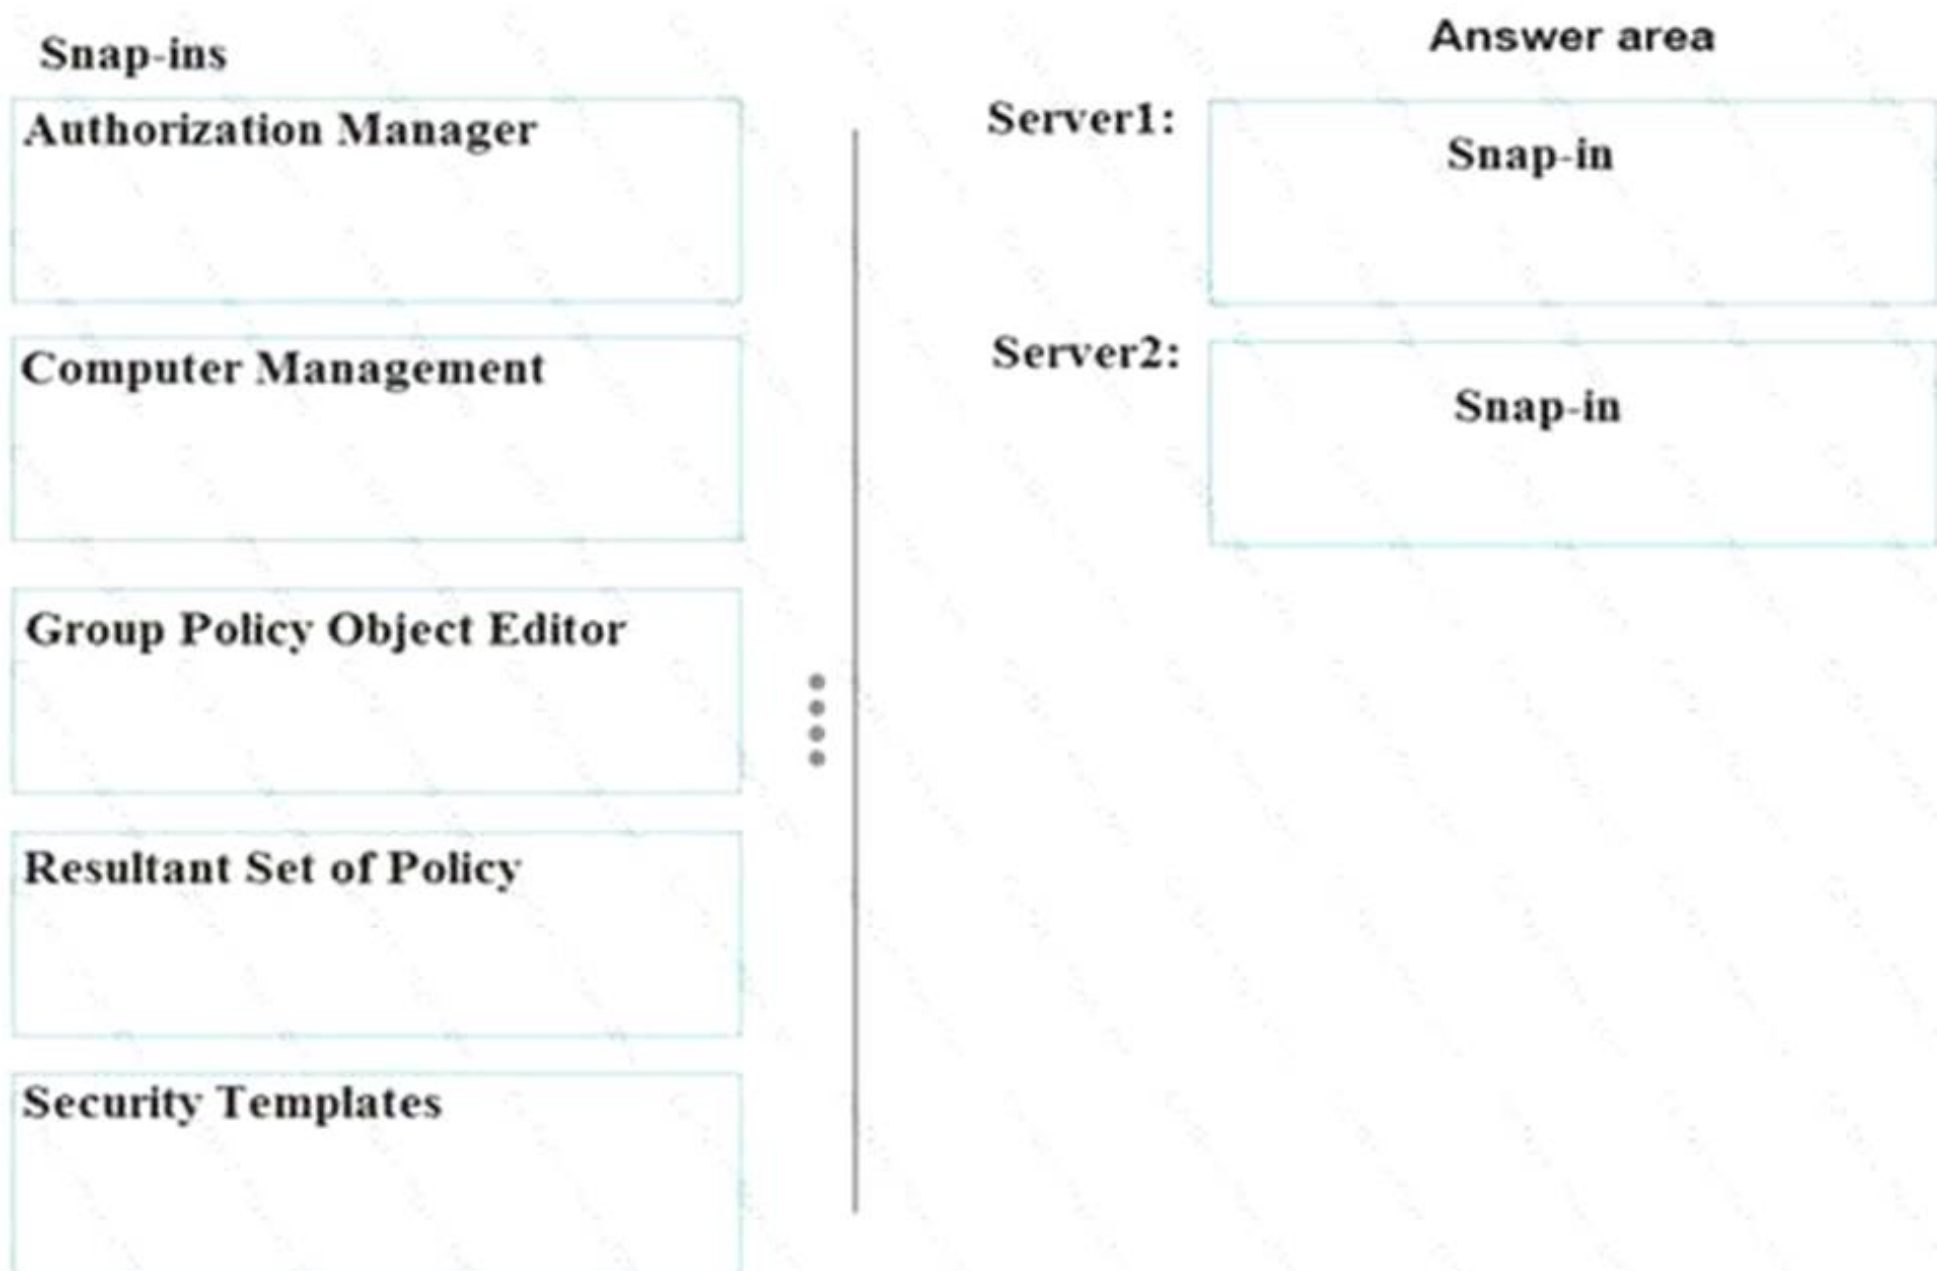 Snap-ins
Authorization Manager
Computer Management
Group Policy Object Editor
Resultant Set of Policy
Security Templates
Answer area
Server1:
Snap-in
Server2:
Snap-in